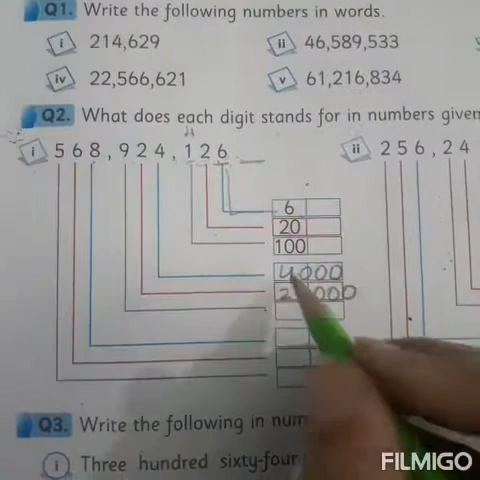 Q1. Write the following numbers in words.
i 214,629 ii 46,589,533
iv 22,566,621 v 61,216,834
Q2. What does each digit stands for in numbers given
i 568,924,126 ii 256,24
6
20
100
4000
Q3. Write the following in num
i Three hundred sixty-four
FILMIGO